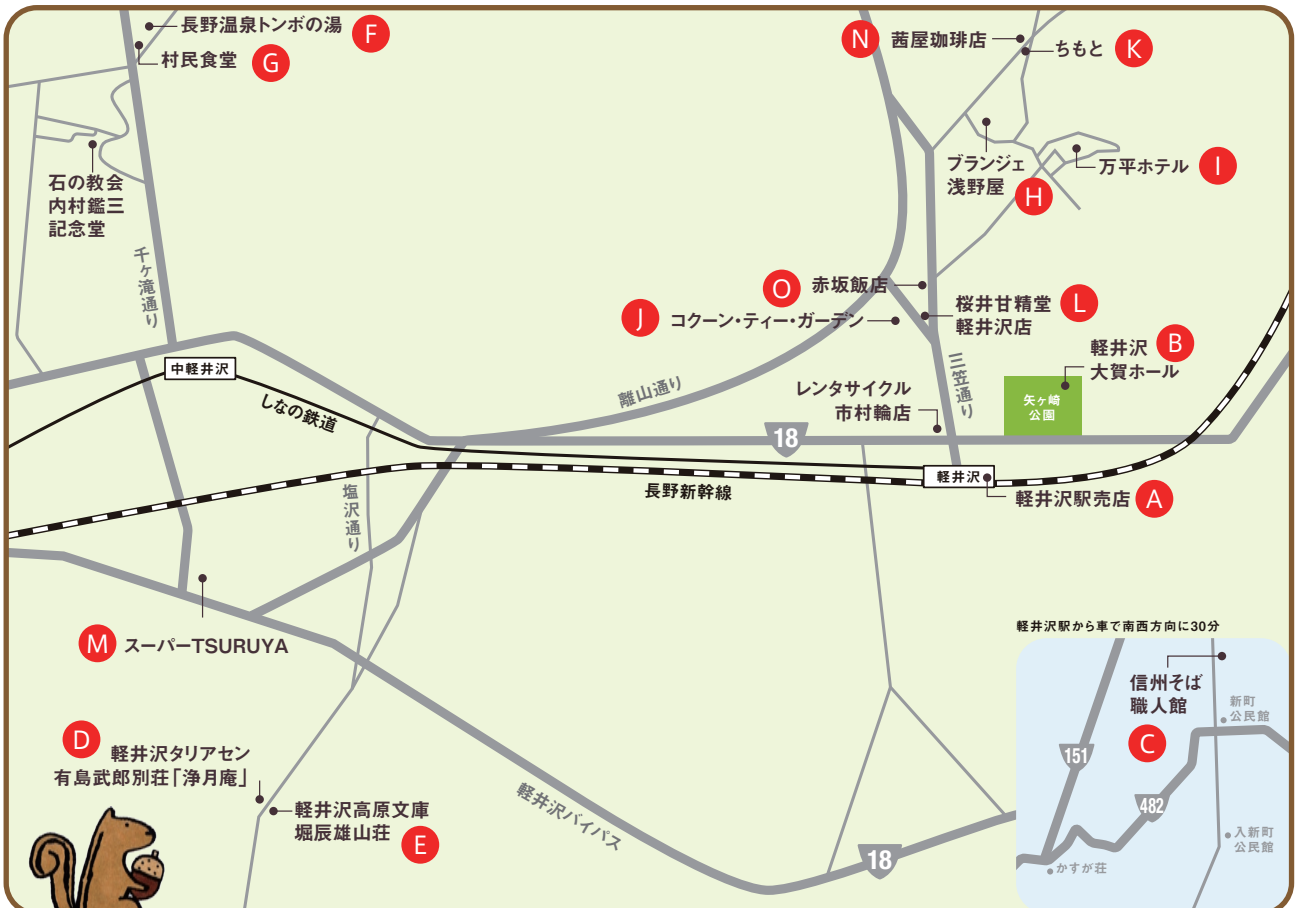 長野温泉トンボの湯
F
村民食堂
G
石の教会
内村鑑三
記念堂
千ヶ滝通り
N
茜屋珈琲店
ちもと
K
ブランジェ
浅野屋
H
万平ホテル
I
O
赤坂飯店
J
コクーン・ティー・ガーデン
桜井甘精堂
軽井沢店
L
軽井沢
大賀ホール
B
中軽井沢
しなの鉄道
離山通り
三笠通り
レンタサイクル
市村輪店
矢ヶ崎
公園
18
軽井沢
長野新幹線
軽井沢駅売店
A
塩沢通り
M
スーパーTSURUYA
D
軽井沢タリアセン
有島武郎別荘「浄月庵」
軽井沢高原文庫
堀辰雄山荘
E
軽井沢バイパス
18
軽井沢駅から車で南西方向に30分
信州そば
職人館
C
新町
公民館
151
482
入新町
公民館
かすが荘